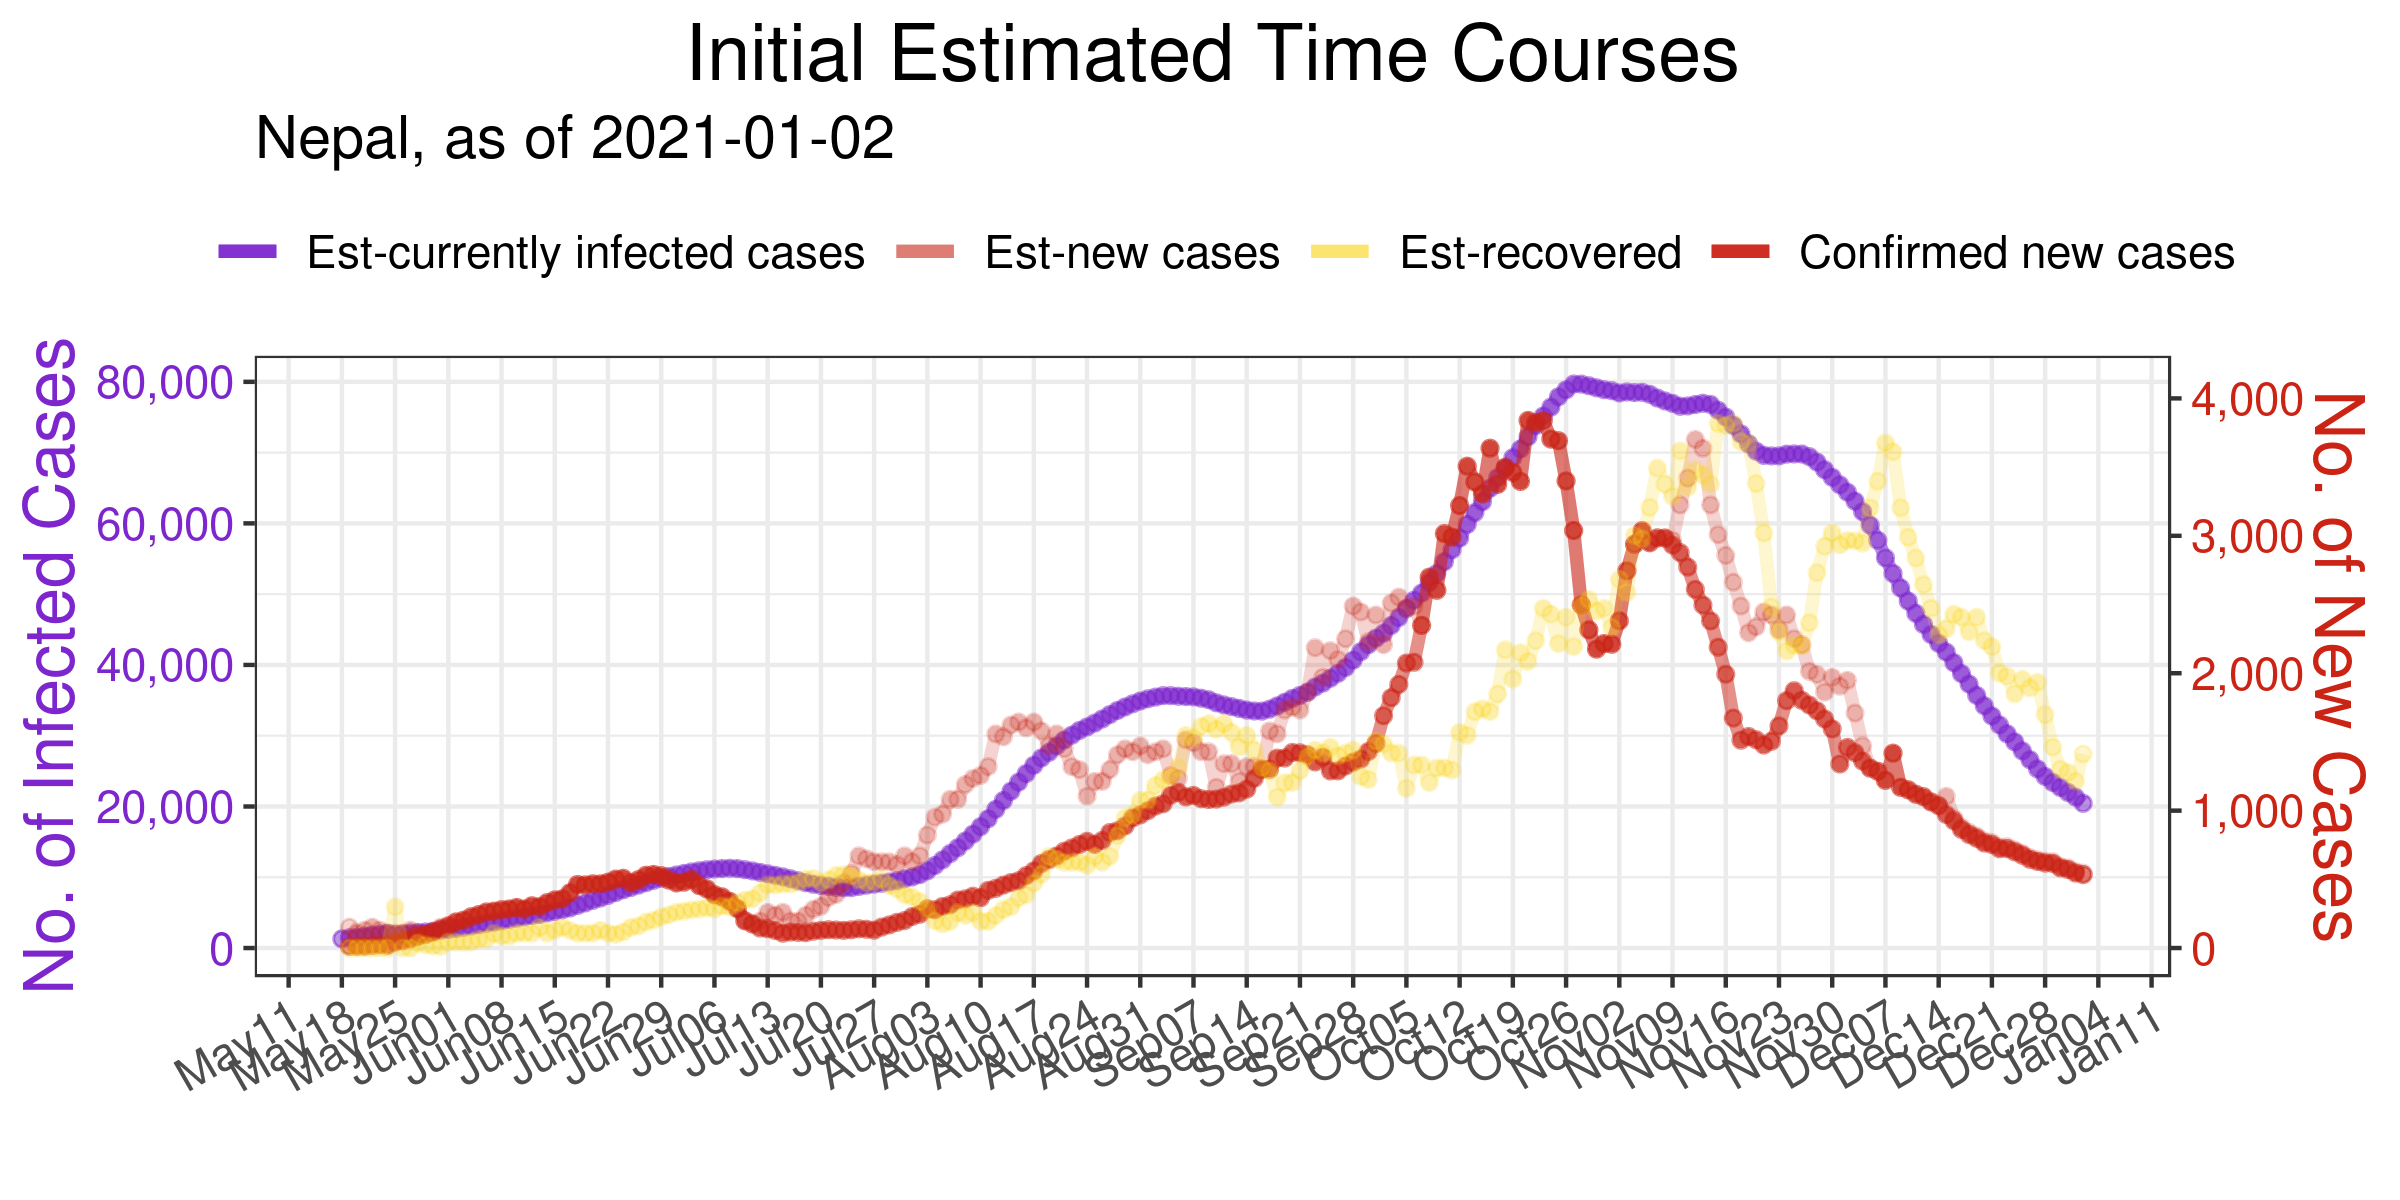 Initial Estimated Time Courses
Nepal, as of 2021-01-02
Est-currently infected cases Est-new cases Est-recovered Confirmed new cases
No. of Infected Cases
80,000
60,000
40,000
20,000
0
4,000
3,000
2,000
1,000
0
No. of New Cases
May11 May18 May25 Jun01 Jun08 Jun15 Jun22 Jun29 Jul06 Jul13 Jul20 Jul27 Aug03 Aug10 Aug17 Aug24 Aug31 Sep07 Sep14 Sep21 Sep28 Oct05 Oct12 Oct19 Oct26 Nov02 Nov09 Nov16 Nov23 Nov30 Dec07 Dec14 Dec21 Dec28 Jan04 Jan11